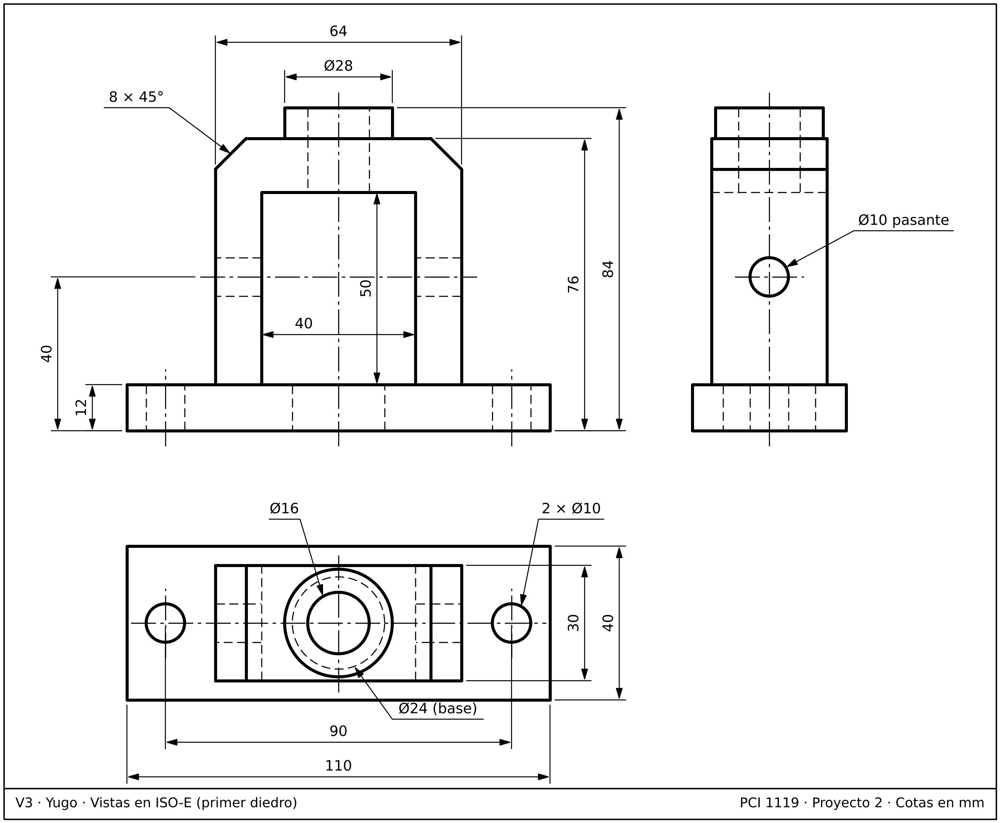 64
Ø28
8 × 45°
Ø10 pasante
84
76
50
40
40
12
Ø16
2 × Ø10
30
40
Ø24 (base)
90
110
V3 · Yugo · Vistas en ISO-E (primer diedro)
PCI 1119 · Proyecto 2 · Cotas en mm